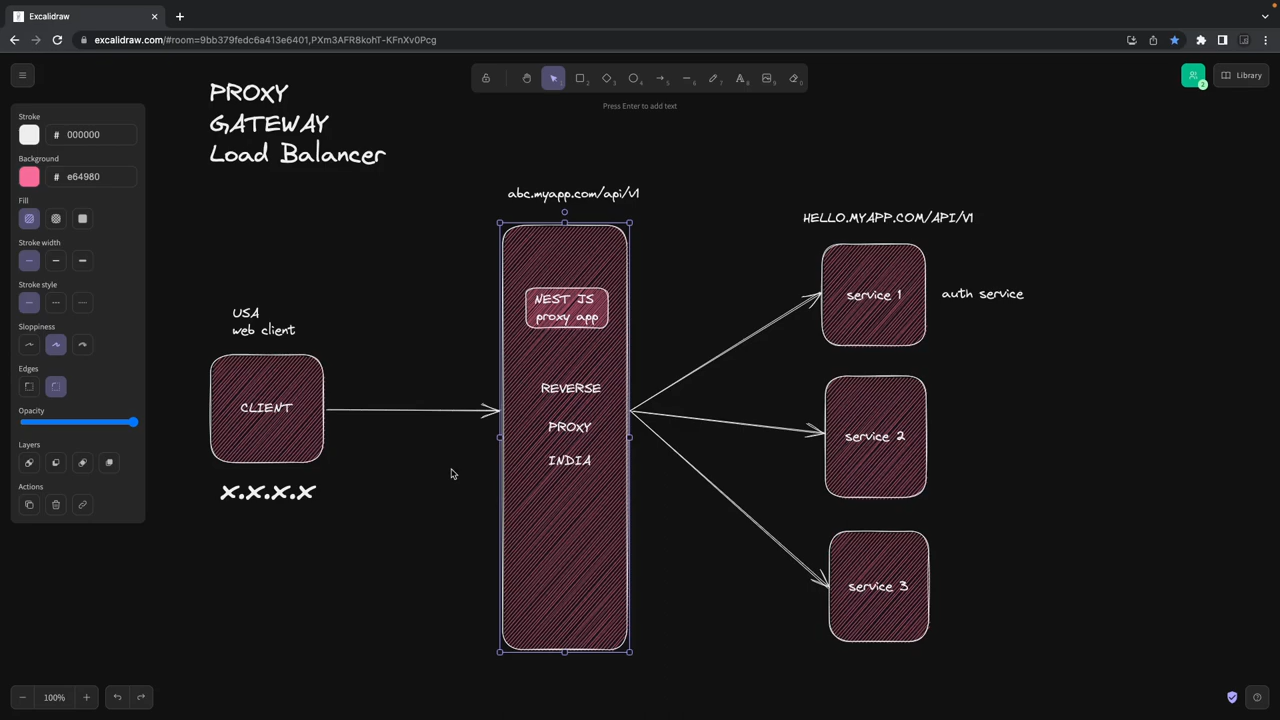 Excalidraw
excalidraw.com/#room=9bb379fedc6a413e6401,PXm3AFR8kohT-KFnXv0Pcg
Library
Press Enter to add text
Stroke
# 000000
Background
# e64980
Fill
Stroke width
Stroke style
Sloppiness
Edges
Opacity
Layers
Actions
PROXY
GATEWAY
Load Balancer
abc.myapp.com/api/v1
HELLO.MYAPP.COM/API/V1
NEST JS
proxy app
service 1
auth service
USA
web client
CLIENT
REVERSE
PROXY
INDIA
service 2
x.x.x.x
service 3
100%